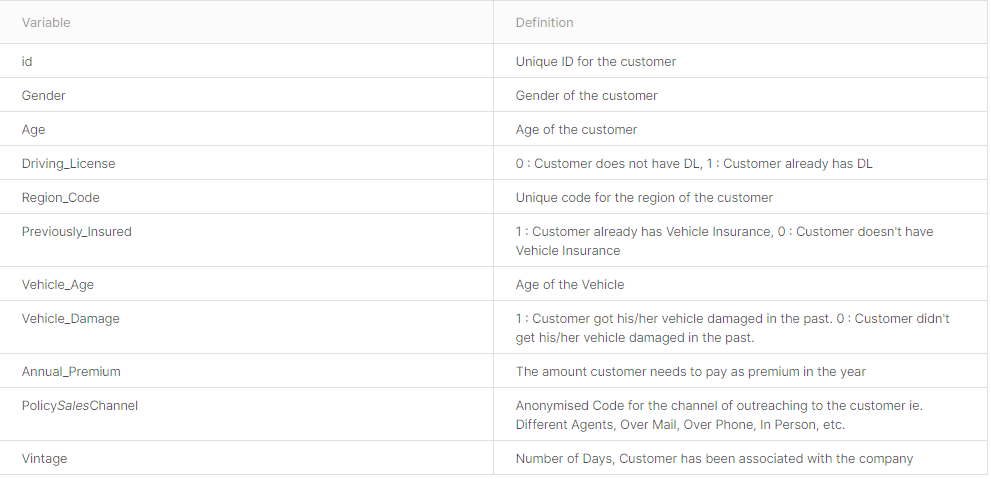 Variable Definition
id Unique ID for the customer
Gender Gender of the customer
Age Age of the customer
Driving_License 0 : Customer does not have DL, 1 : Customer already has DL
Region_Code Unique code for the region of the customer
Previously_Insured 1 : Customer already has Vehicle Insurance, 0 : Customer doesn't have
Vehicle Insurance
Vehicle_Age Age of the Vehicle
Vehicle_Damage 1 : Customer got his/her vehicle damaged in the past. 0 : Customer didn't
get his/her vehicle damaged in the past.
Annual_Premium The amount customer needs to pay as premium in the year
PolicySalesChannel Anonymised Code for the channel of outreaching to the customer ie.
Different Agents, Over Mail, Over Phone, In Person, etc.
Vintage Number of Days, Customer has been associated with the company